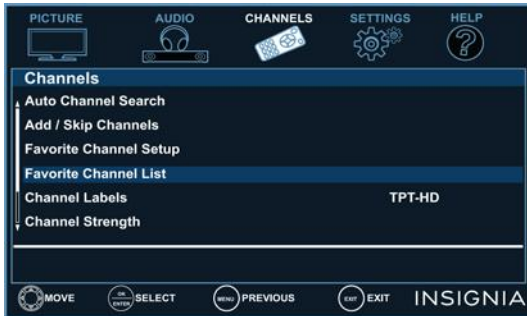 PICTURE AUDIO CHANNELS SETTINGS HELP
Channels
Auto Channel Search
Add / Skip Channels
Favorite Channel Setup
Favorite Channel List
Channel Labels TPT-HD
Channel Strength
MOVE OK ENTER SELECT MENU PREVIOUS EXIT EXIT INSIGNIA